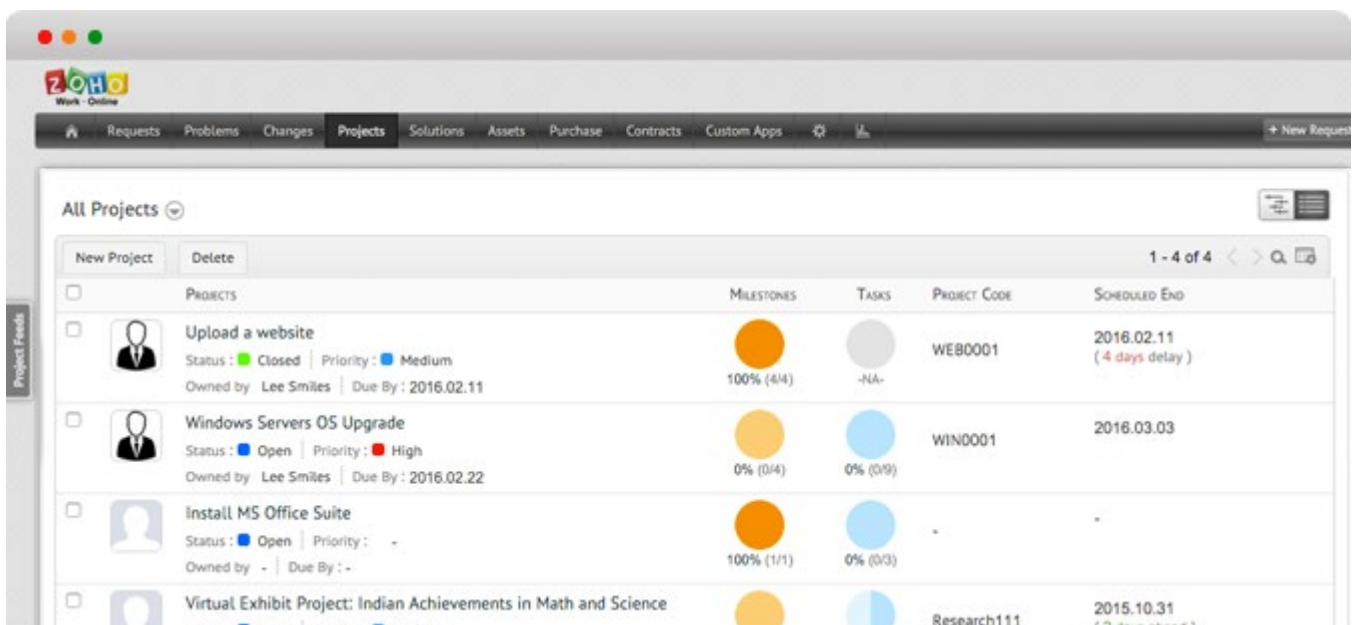 ZOHO
Work · Online
Requests Problems Changes Projects Solutions Assets Purchase Contracts Custom Apps + New Request
All Projects
New Project Delete 1 - 4 of 4
PROJECTS MILESTONES TASKS PROJECT CODE SCHEDULED END
Project Feeds
Upload a website
Status : Closed Priority : Medium
Owned by Lee Smiles Due By : 2016.02.11
100% (4/4) -NA- WEB0001 2016.02.11
( 4 days delay )
Windows Servers OS Upgrade
Status : Open Priority : High
Owned by Lee Smiles Due By : 2016.02.22
0% (0/4) 0% (0/9) WIN0001 2016.03.03
Install MS Office Suite
Status : Open Priority : -
Owned by - Due By : -
100% (1/1) 0% (0/3) - -
Virtual Exhibit Project: Indian Achievements in Math and Science
Research111 2015.10.31